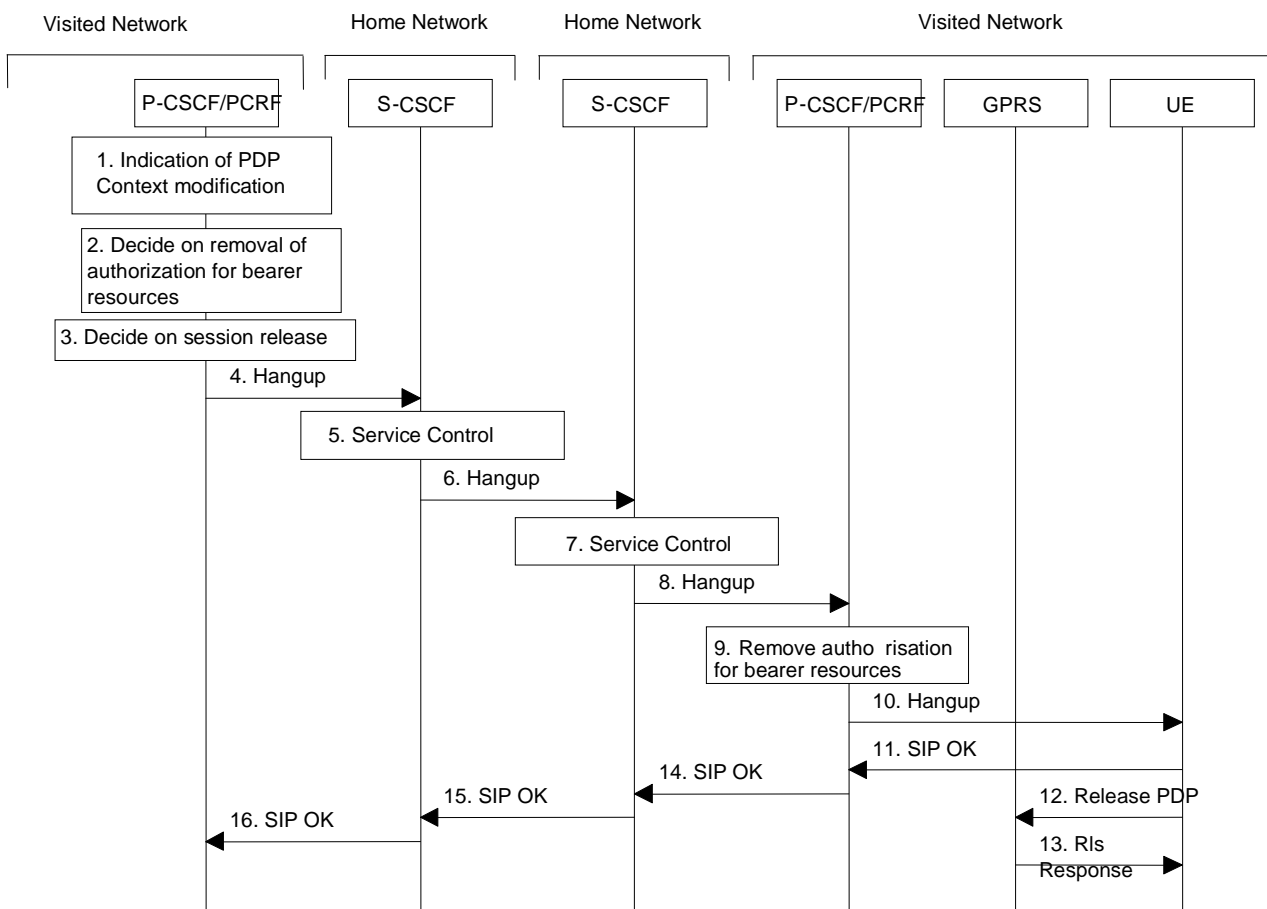 Visited Network
Home Network
Home Network
Visited Network
P-CSCF/PCRF
S-CSCF
S-CSCF
P-CSCF/PCRF
GPRS
UE
1. Indication of PDP
Context modification
2. Decide on removal of
authorization for bearer
resources
3. Decide on session release
4. Hangup
5. Service Control
6. Hangup
7. Service Control
8. Hangup
9. Remove autho risation
for bearer resources
10. Hangup
11. SIP OK
14. SIP OK
15. SIP OK
12. Release PDP
16. SIP OK
13. Rls
Response